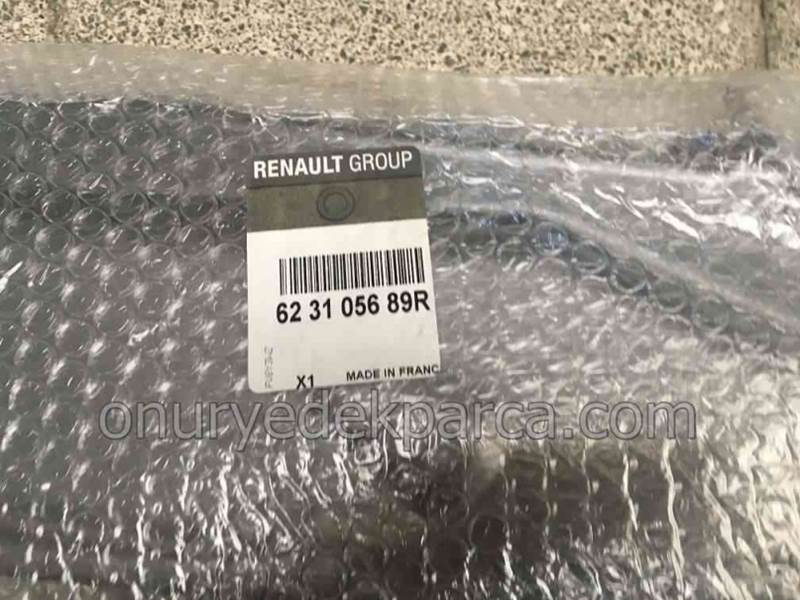 RENAULT GROUP
62 31 056 89R
X1 MADE IN FRANC
onuryedekparca.com